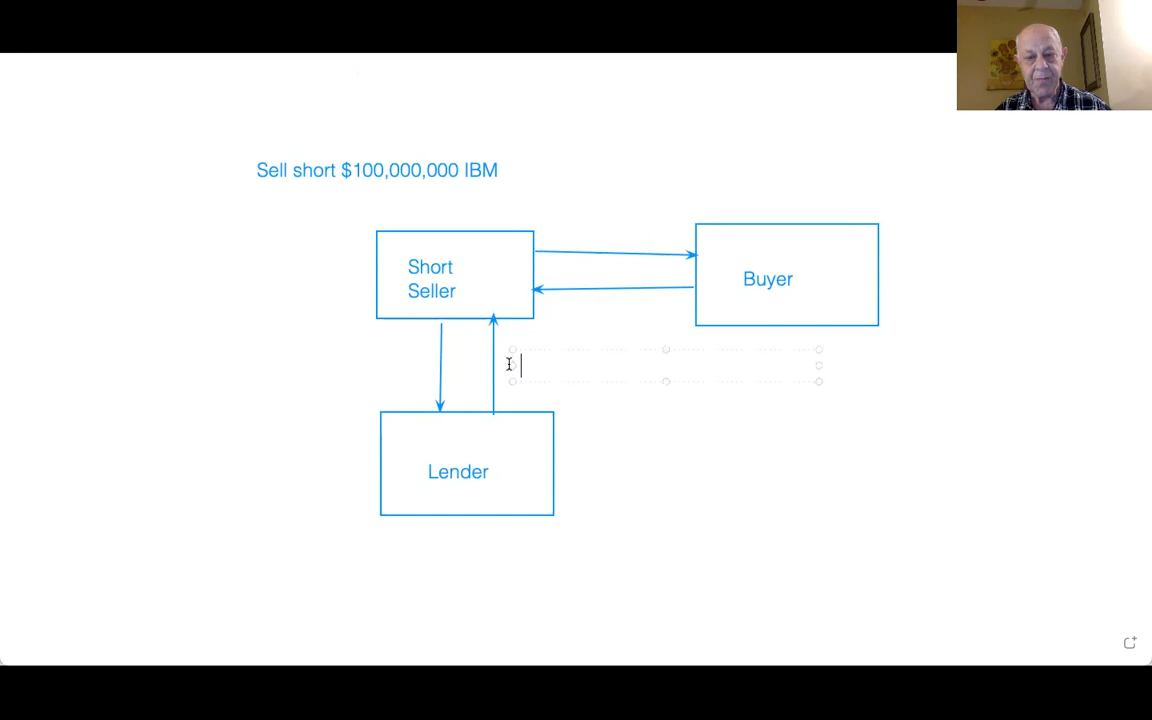 Sell short $100,000,000 IBM
Short
Seller
Buyer
Lender